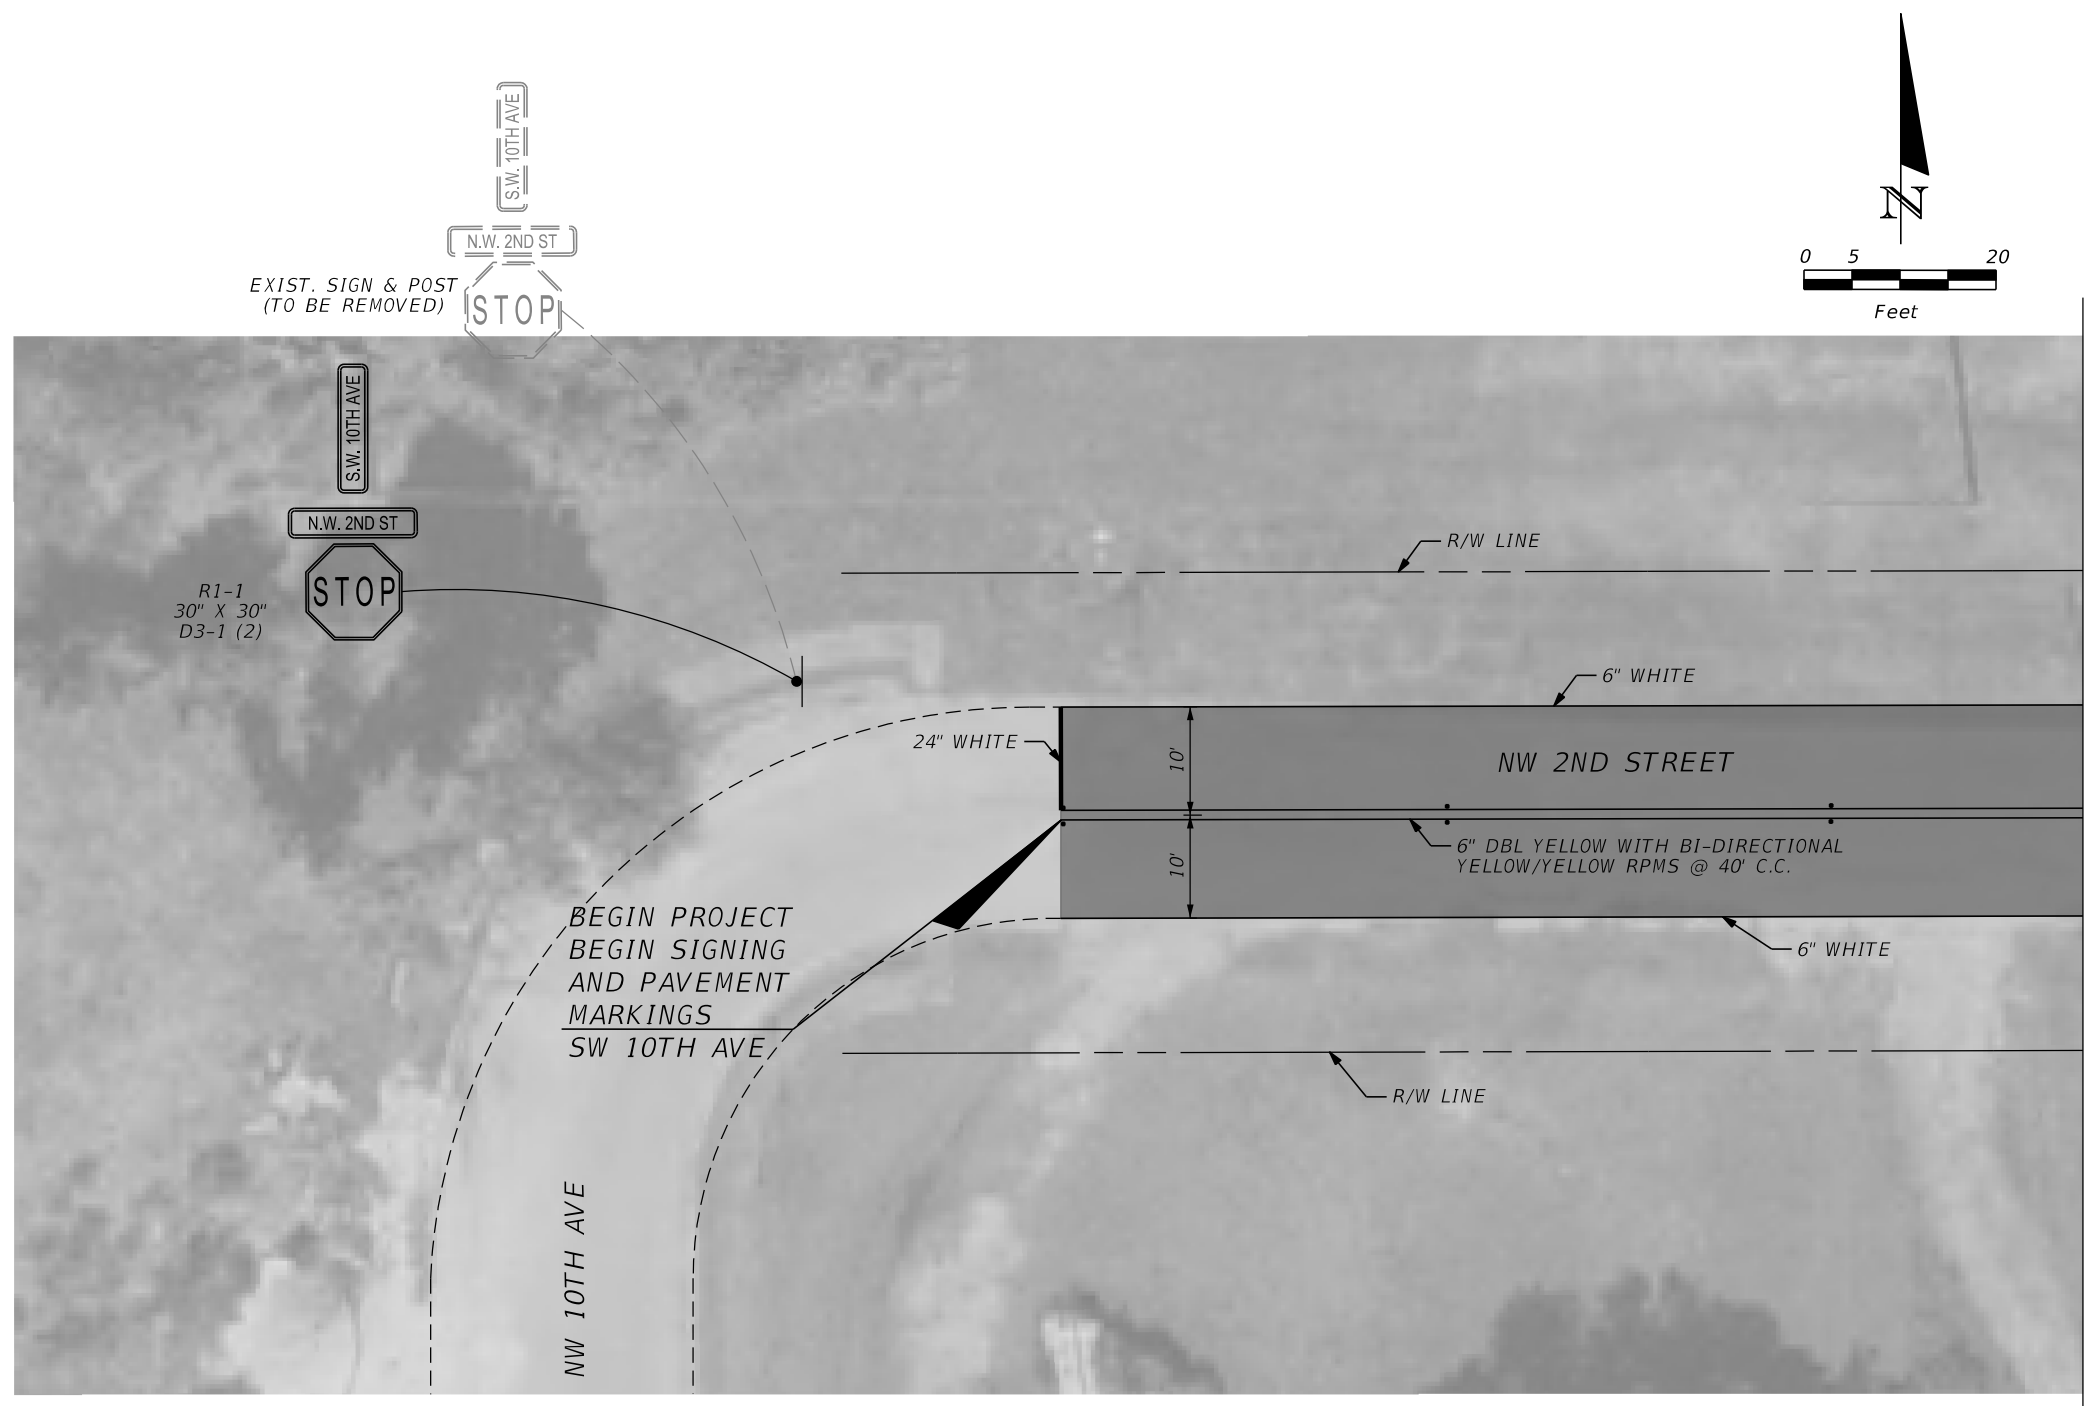 S.W. 10TH AVE
N.W. 2ND ST
EXIST. SIGN & POST
(TO BE REMOVED)
STOP
N
0 5 20
Feet
S.W. 10TH AVE
N.W. 2ND ST
STOP
R1-1
30" X 30"
D3-1 (2)
R/W LINE
6" WHITE
24" WHITE
10'
NW 2ND STREET
10'
6" DBL YELLOW WITH BI-DIRECTIONAL
YELLOW/YELLOW RPMS @ 40' C.C.
6" WHITE
BEGIN PROJECT
BEGIN SIGNING
AND PAVEMENT
MARKINGS
SW 10TH AVE
R/W LINE
NW 10TH AVE